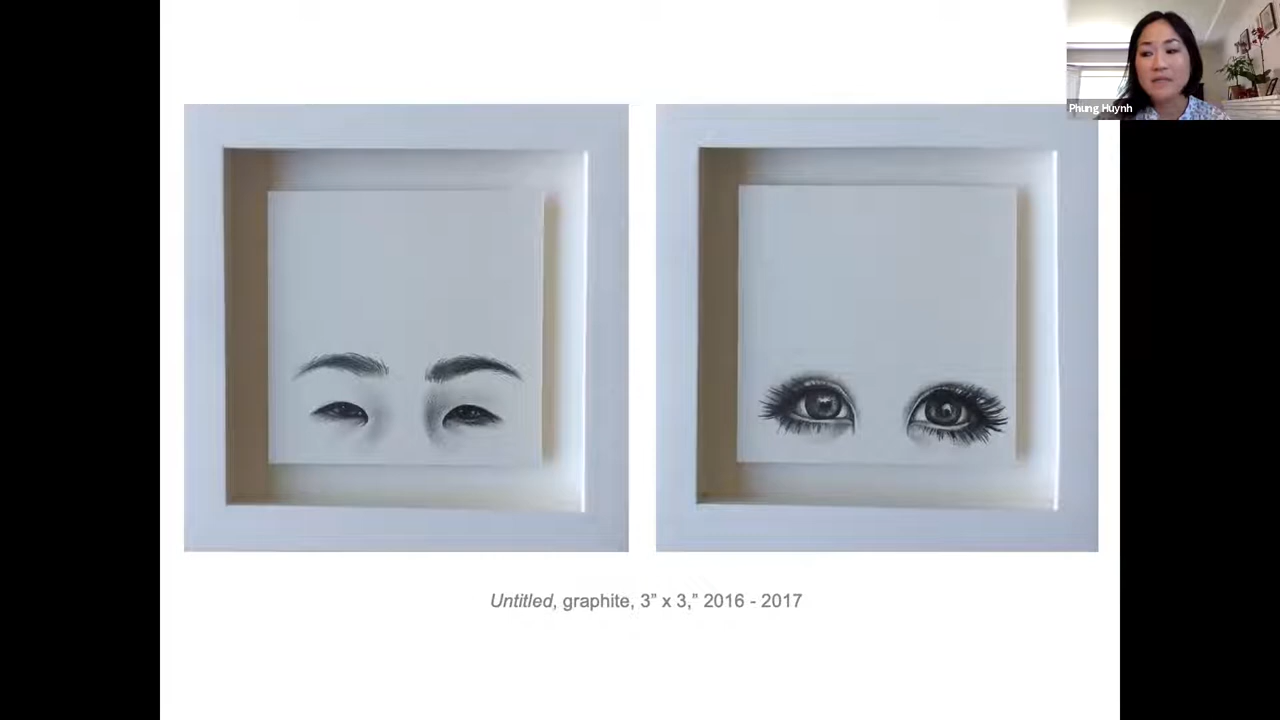 Phung Huynh
Untitled, graphite, 3” x 3,” 2016 - 2017